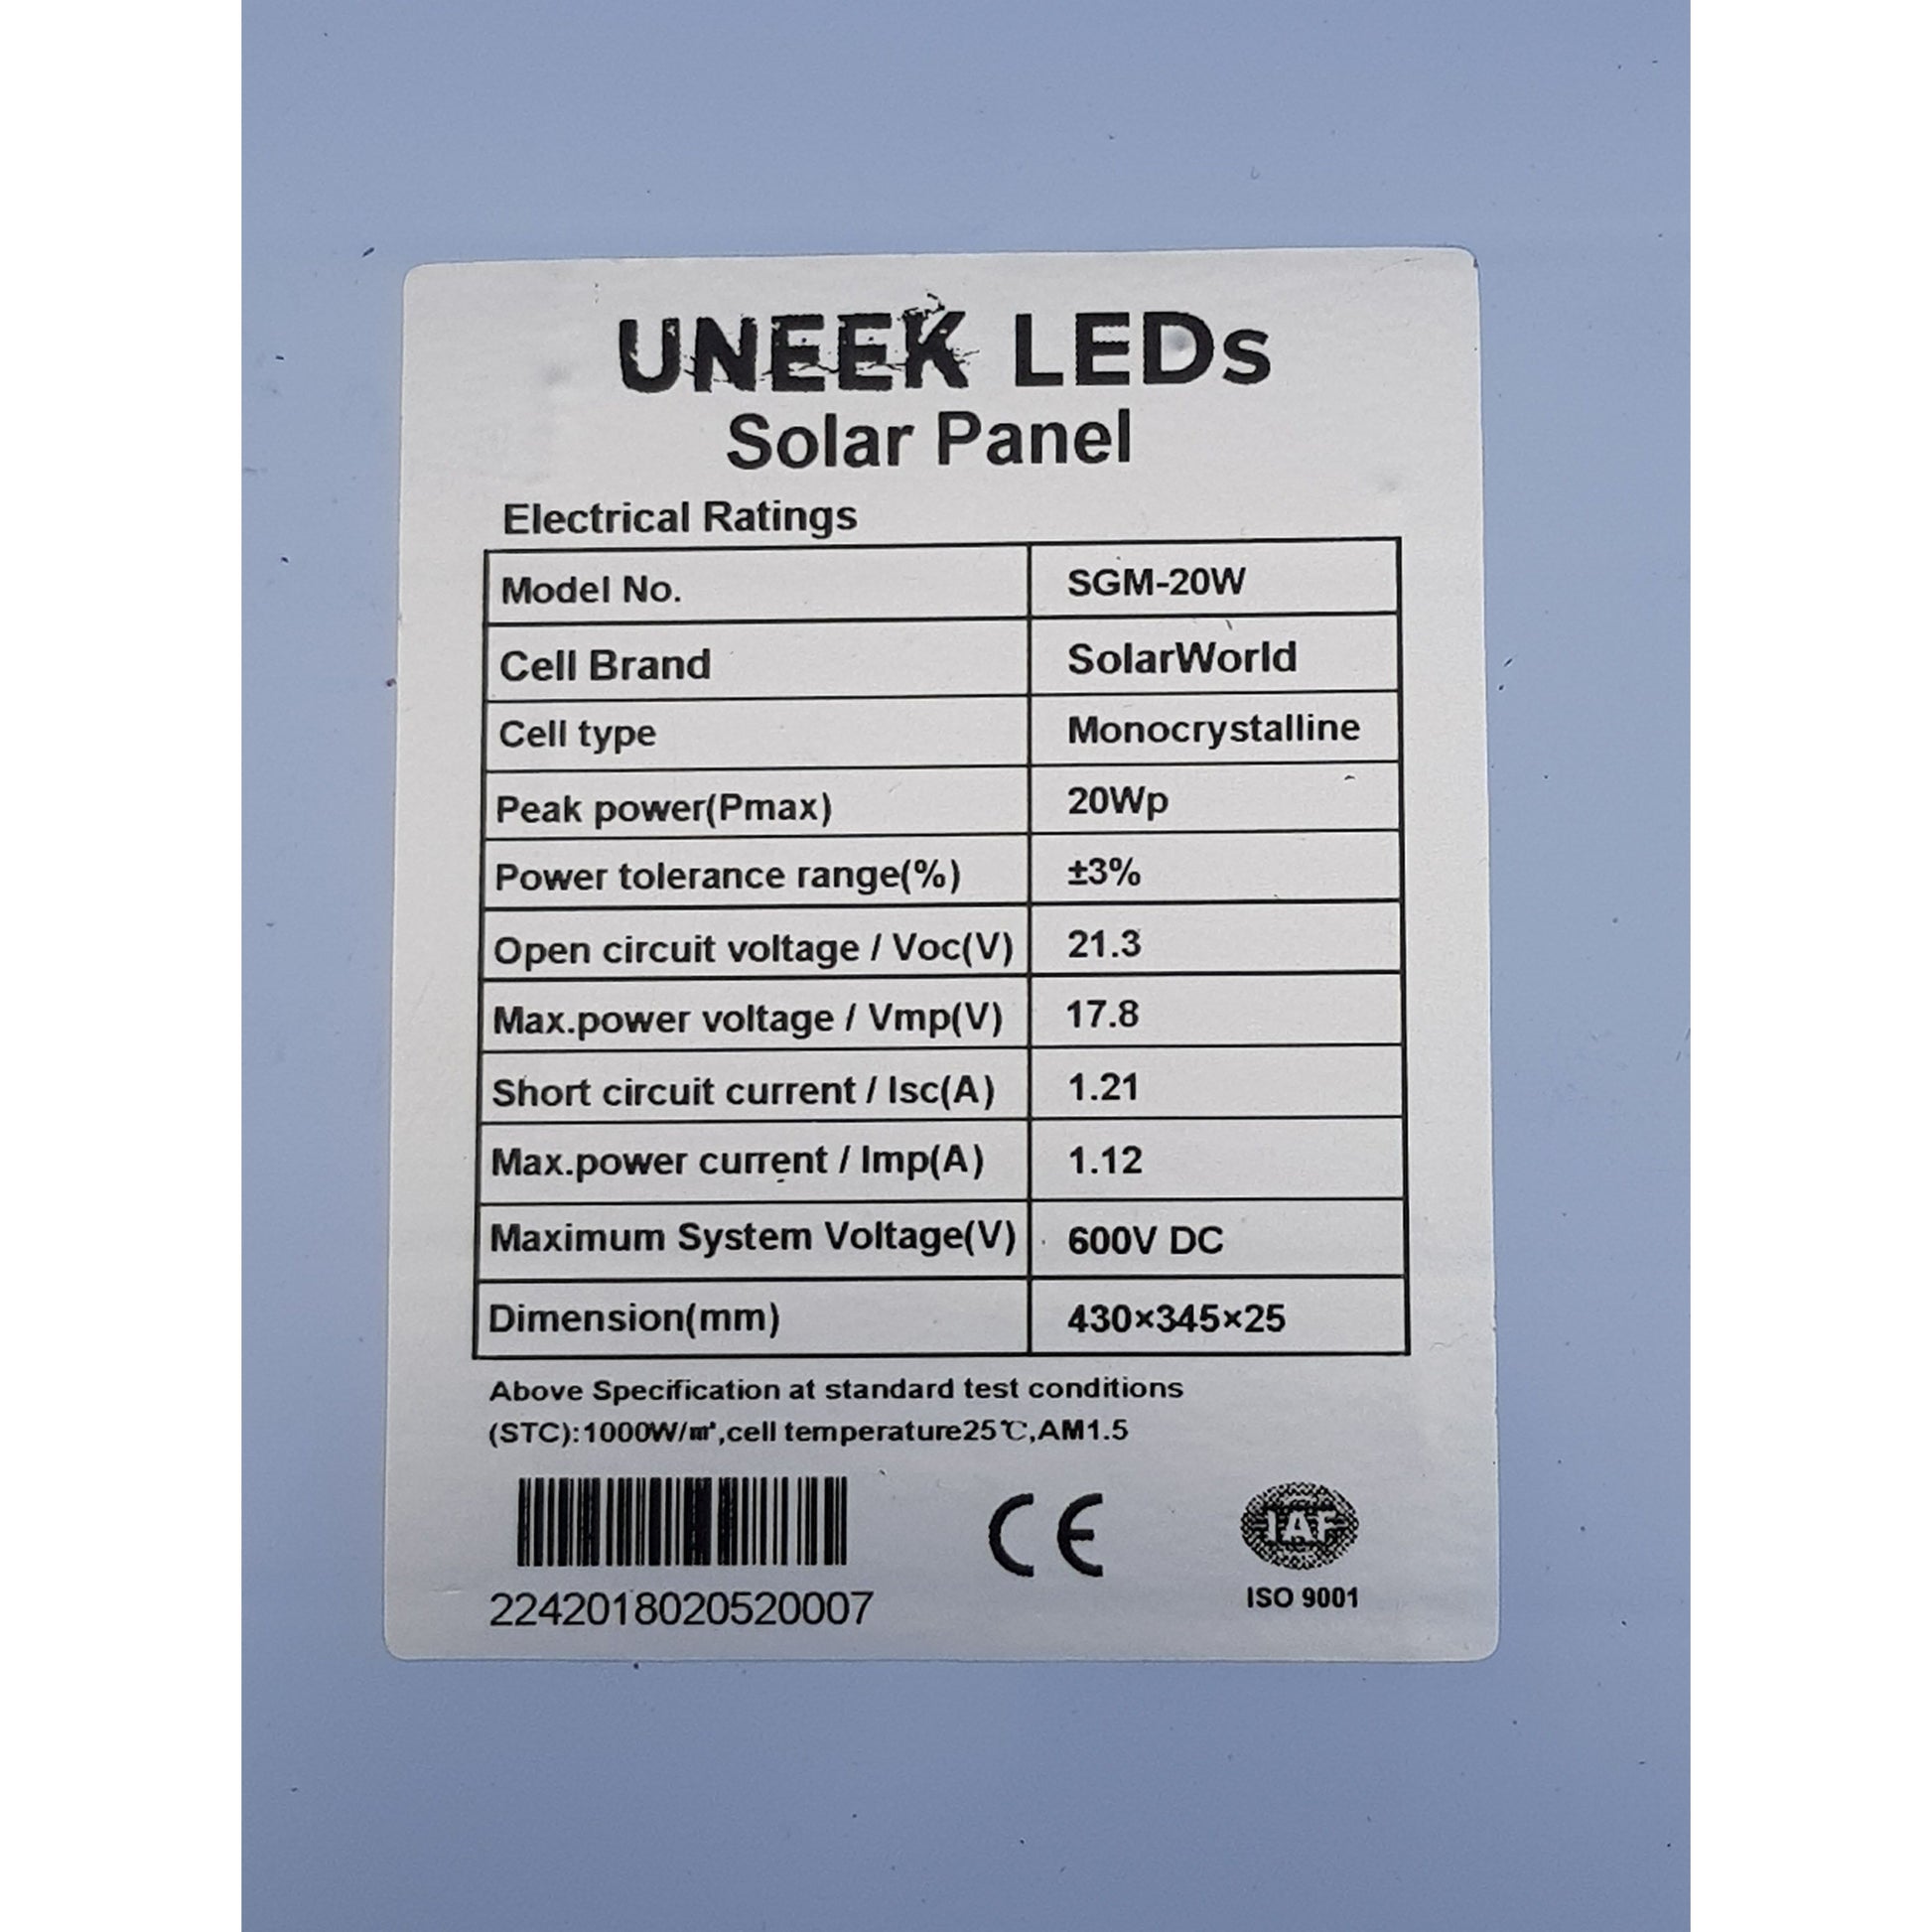 UNEEK LEDs
Solar Panel
Electrical Ratings
Model No. SGM-20W
Cell Brand SolarWorld
Cell type Monocrystalline
Peak power(Pmax) 20Wp
Power tolerance range(%) ±3%
Open circuit voltage / Voc(V) 21.3
Max.power voltage / Vmp(V) 17.8
Short circuit current / Isc(A) 1.21
Max.power current / Imp(A) 1.12
Maximum System Voltage(V) 600V DC
Dimension(mm) 430×345×25
Above Specification at standard test conditions
(STC):1000W/㎡,cell temperature25℃,AM1.5
CE IAF
2242018020520007 ISO 9001